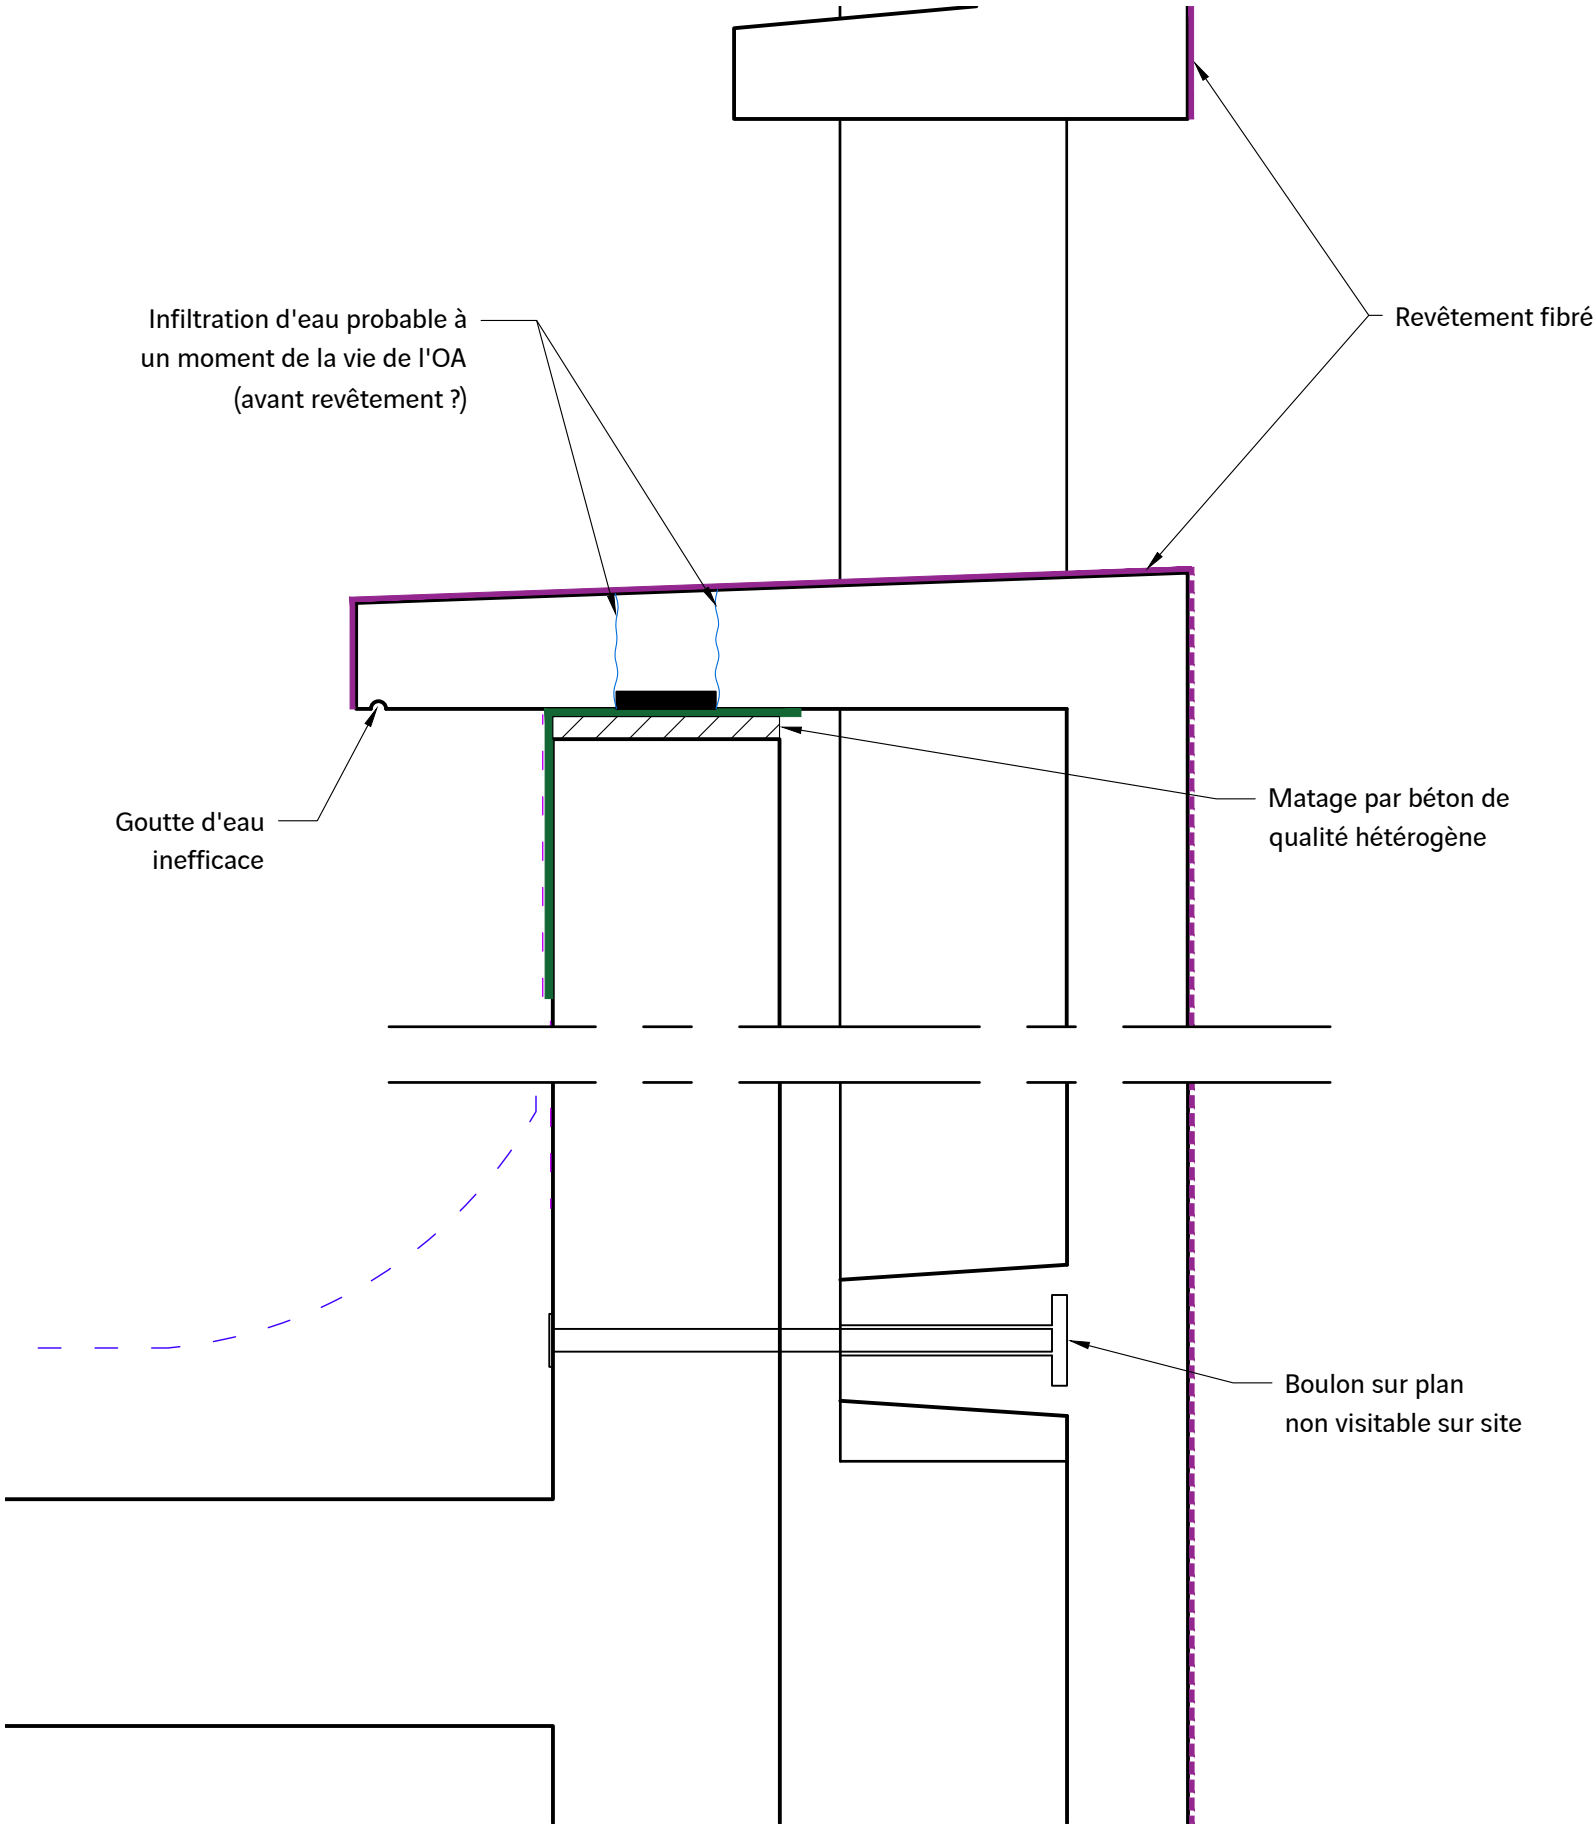 Infiltration d'eau probable à
un moment de la vie de l'OA
(avant revêtement ?)
Revêtement fibré
Goutte d'eau
inefficace
Matage par béton de
qualité hétérogène
Boulon sur plan
non visitable sur site